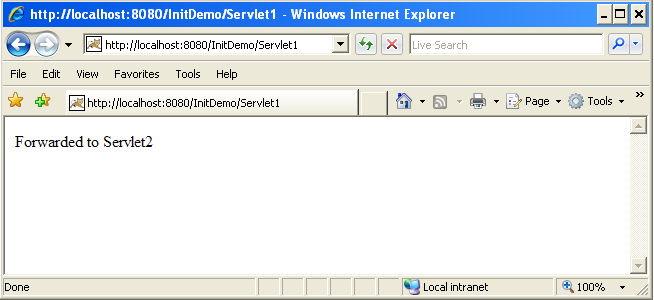 http://localhost:8080/InitDemo/Servlet1 - Windows Internet Explorer
http://localhost:8080/InitDemo/Servlet1 Live Search
File Edit View Favorites Tools Help
http://localhost:8080/InitDemo/Servlet1 Page Tools »
Forwarded to Servlet2
Done Local intranet 100%